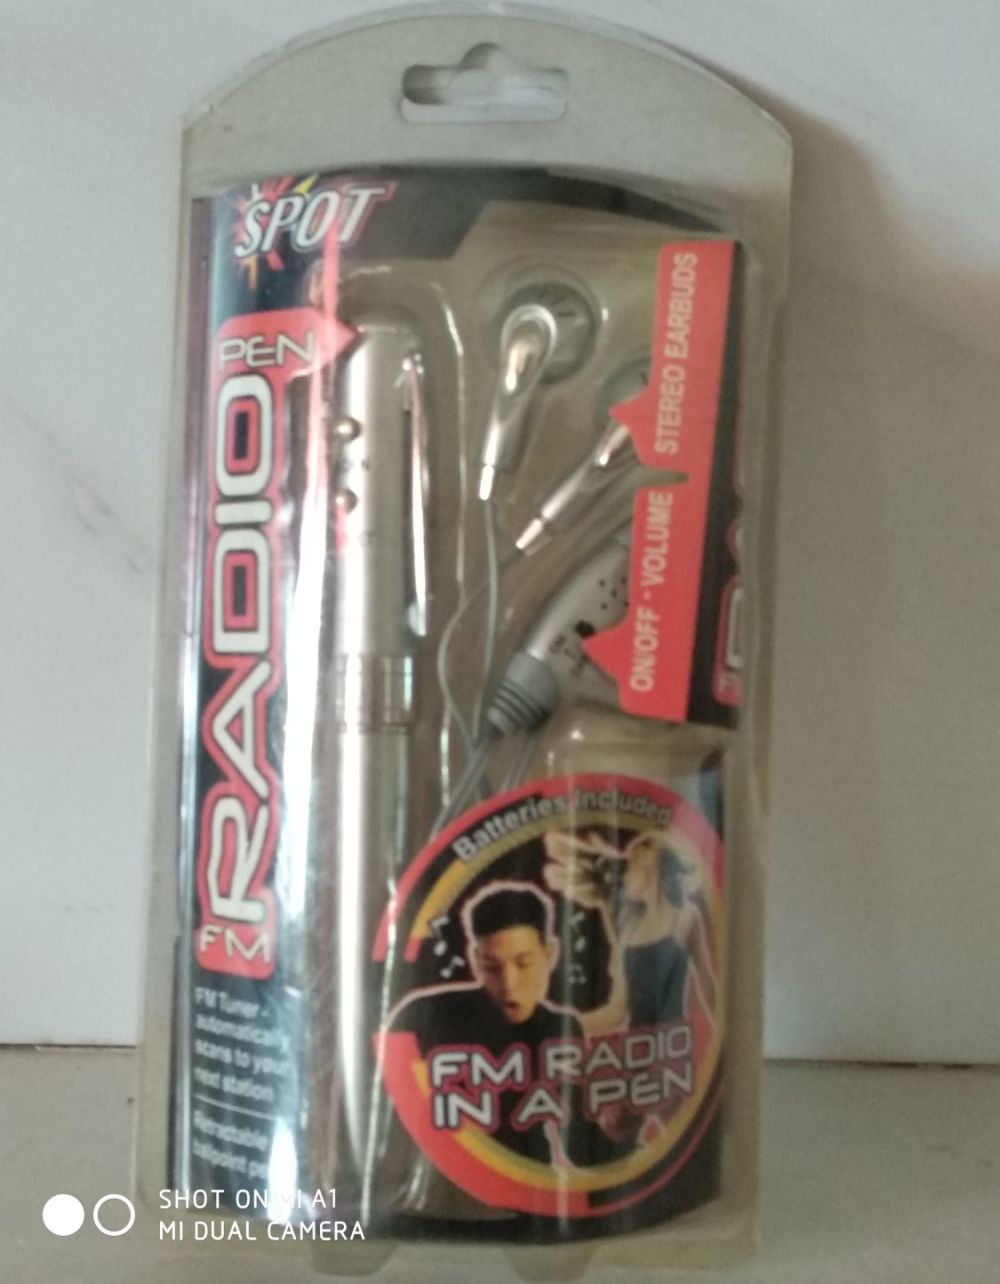 SPOT
PEN
RADIO
FM
STEREO EARBUDS
ON/OFF - VOLUME
Batteries Included
FM RADIO
IN A PEN
FM Tuner -
automatically
scans to your
next station
Retractable
ballpoint
SHOT ON MI A1
MI DUAL CAMERA